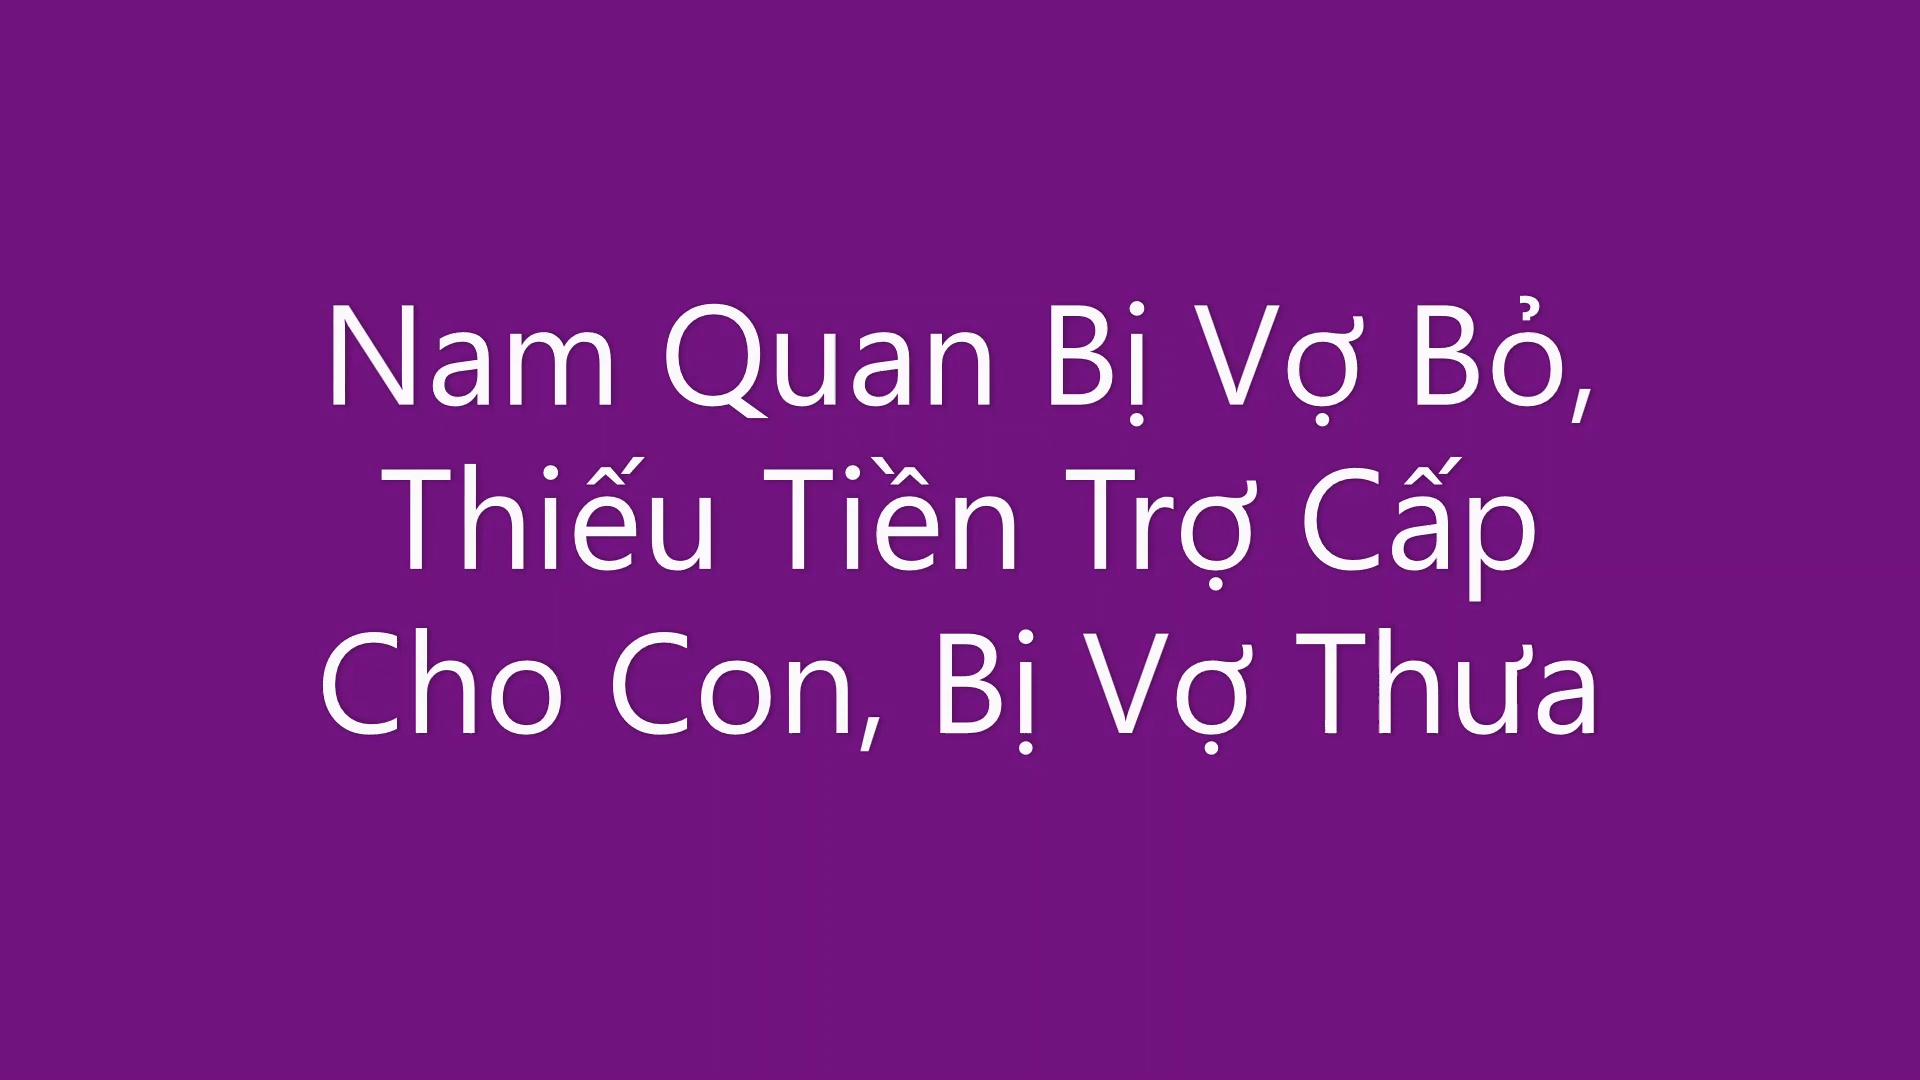 Nam Quan Bị Vợ Bỏ,
Thiếu Tiền Trợ Cấp
Cho Con, Bị Vợ Thưa